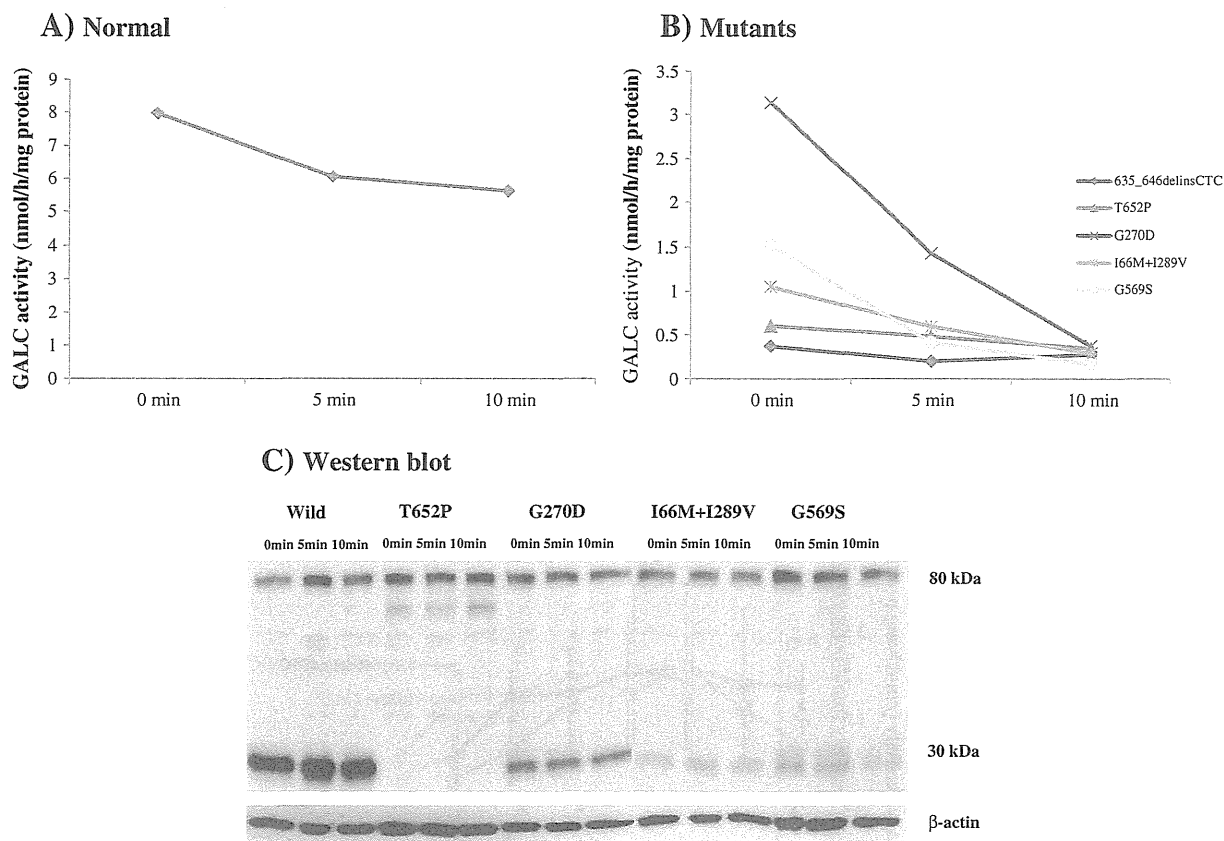 A) Normal
GALC activity (nmol/h/mg protein)
9
8
7
6
5
4
3
2
1
0
0 min
5 min
10 min
B) Mutants
GALC activity (nmol/h/mg protein)
3.5
3
2.5
2
1.5
1
0.5
0
0 min
5 min
10 min
635_646delinsCTC
T652P
G270D
I66M+I289V
G569S
C) Western blot
Wild T652P G270D I66M+I289V G569S
0min 5min 10min 0min 5min 10min 0min 5min 10min 0min 5min 10min 0min 5min 10min
80 kDa
30 kDa
β-actin